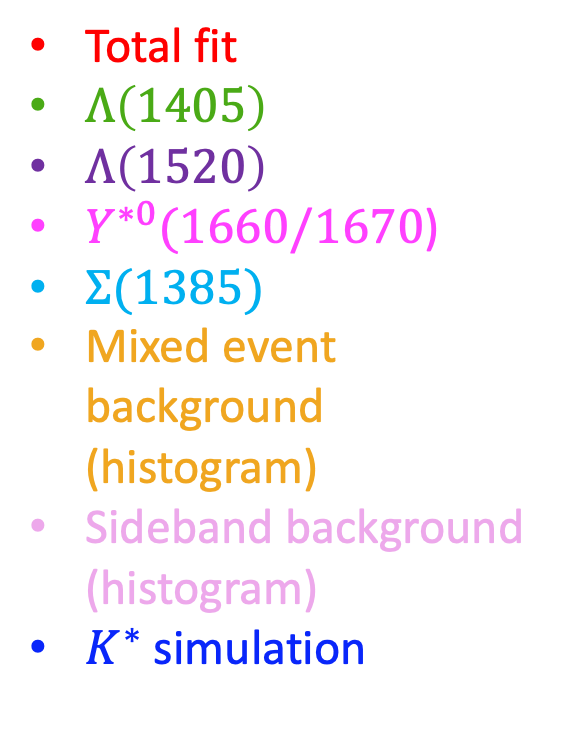 • Total fit
• Λ(1405)
• Λ(1520)
• Y*⁰(1660/1670)
• Σ(1385)
• Mixed event
background
(histogram)
• Sideband background
(histogram)
• K* simulation